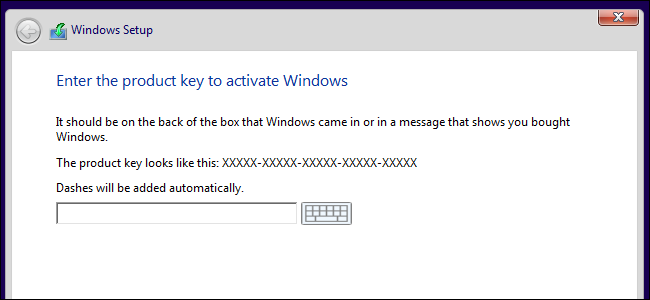 Windows Setup
Enter the product key to activate Windows
It should be on the back of the box that Windows came in or in a message that shows you bought
Windows.
The product key looks like this: XXXXX-XXXXX-XXXXX-XXXXX-XXXXX
Dashes will be added automatically.